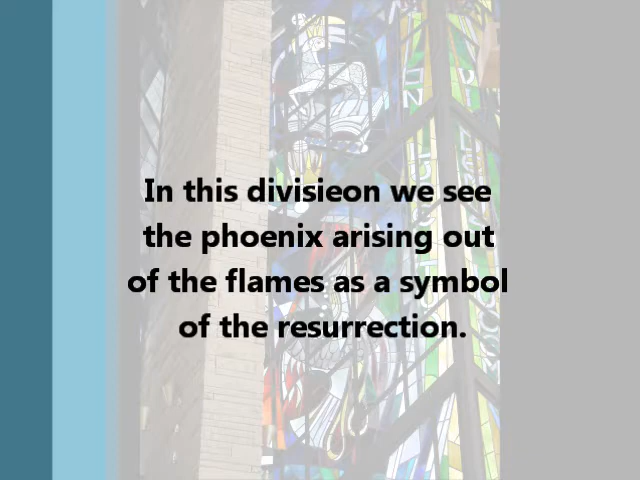 In this divisieon we see
the phoenix arising out
of the flames as a symbol
of the resurrection.